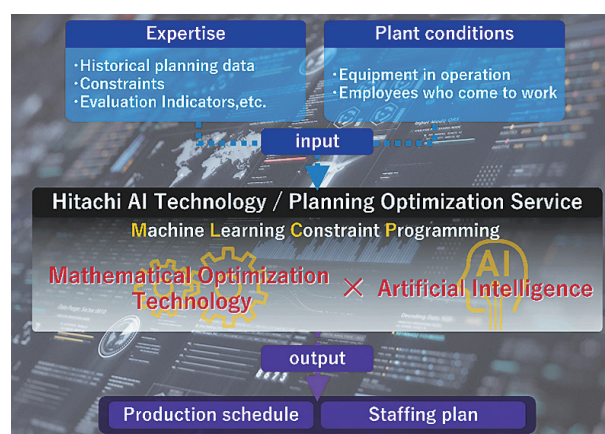 Expertise
・Historical planning data
・Constraints
・Evaluation Indicators,etc.
Plant conditions
・Equipment in operation
・Employees who come to work
input
Hitachi AI Technology / Planning Optimization Service
Machine Learning Constraint Programming
AI
Mathematical Optimization
Technology
× Artificial Intelligence
output
Production schedule
Staffing plan